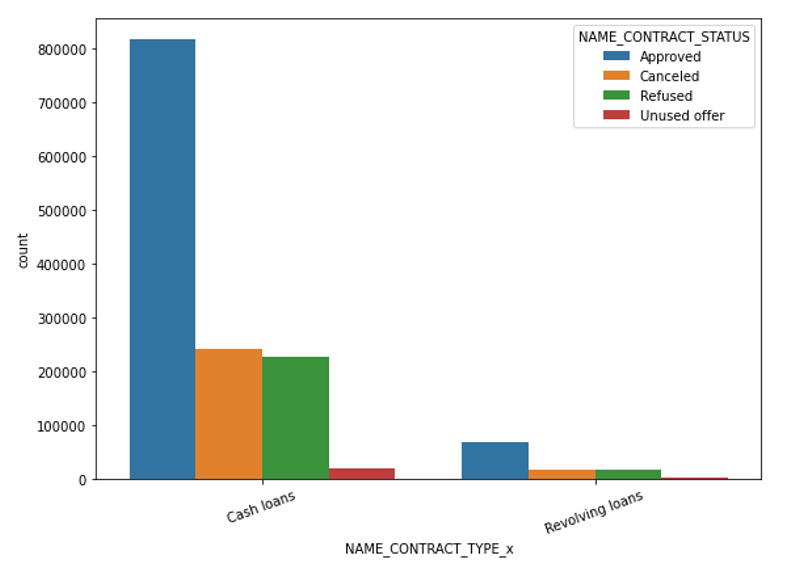 NAME_CONTRACT_STATUS
Approved
Canceled
Refused
Unused offer
800000
700000
600000
500000
400000
300000
200000
100000
0
count
Cash loans
Revolving loans
NAME_CONTRACT_TYPE_x